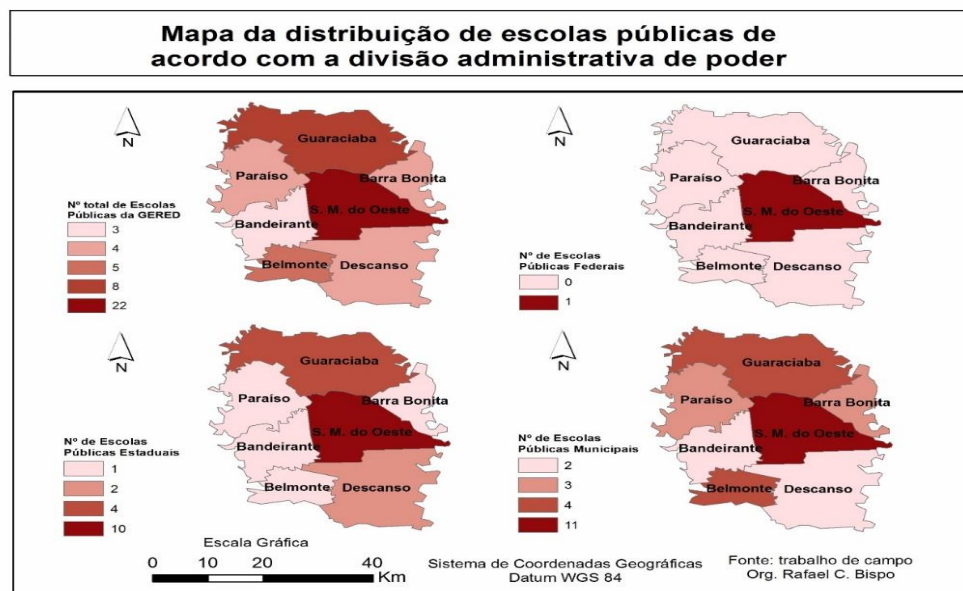 Mapa da distribuição de escolas públicas de
acordo com a divisão administrativa de poder
N
Guaraciaba
Paraíso
Barra Bonita
S. M. do Oeste
Bandeirante
Belmonte
Descanso
Nº total de Escolas
Públicas da GERED
3
4
5
8
22
N
Guaraciaba
Paraíso
Barra Bonita
S. M. do Oeste
Bandeirante
Belmonte
Descanso
Nº de Escolas
Públicas Federais
0
1
N
Guaraciaba
Paraíso
Barra Bonita
S. M. do Oeste
Bandeirante
Belmonte
Descanso
Nº de Escolas
Públicas Estaduais
1
2
4
10
N
Guaraciaba
Paraíso
Barra Bonita
S. M. do Oeste
Bandeirante
Belmonte
Descanso
Nº de Escolas
Públicas Municipais
2
3
4
11
Escala Gráfica
0 10 20 40
Km
Sistema de Coordenadas Geográficas
Datum WGS 84
Fonte: trabalho de campo
Org. Rafael C. Bispo